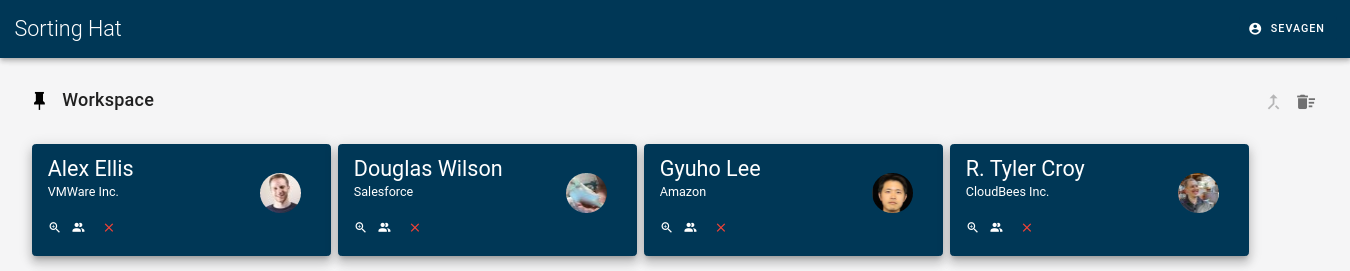 Sorting Hat
SEVAGEN
Workspace
Alex Ellis
VMWare Inc.
Douglas Wilson
Salesforce
Gyuho Lee
Amazon
R. Tyler Croy
CloudBees Inc.